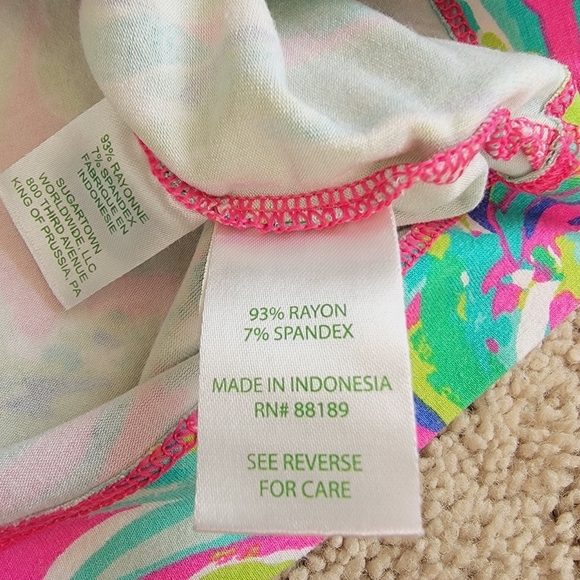 93% RAYONNE
7% SPANDEX
FABRIQUE EN
INDONESIE
SUGARTOWN
WORLDWIDE, LLC
800 THIRD AVENUE
KING OF PRUSSIA, PA
93% RAYON
7% SPANDEX
MADE IN INDONESIA
RN# 88189
SEE REVERSE
FOR CARE